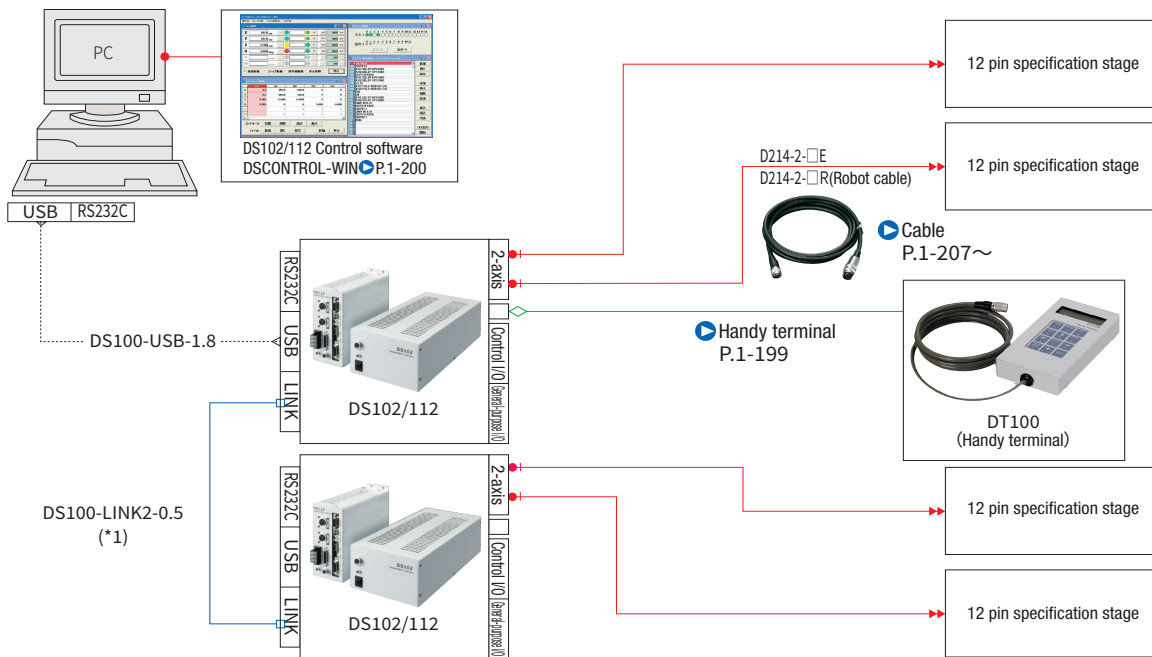 PC
USB
RS232C
DS102/112 Control software
DSCONTROL-WIN P.1-200
12 pin specification stage
12 pin specification stage
D214-2-□E
D214-2-□R(Robot cable)
Cable
P.1-207～
DS100-USB-1.8
RS232C
USB
LINK
DS102
DS102/112
2-axis
Control I/O
General-purpose I/O
Handy terminal
P.1-199
DT100
(Handy terminal)
DS100-LINK2-0.5
(*1)
RS232C
USB
LINK
DS102
DS102/112
2-axis
Control I/O
General-purpose I/O
12 pin specification stage
12 pin specification stage